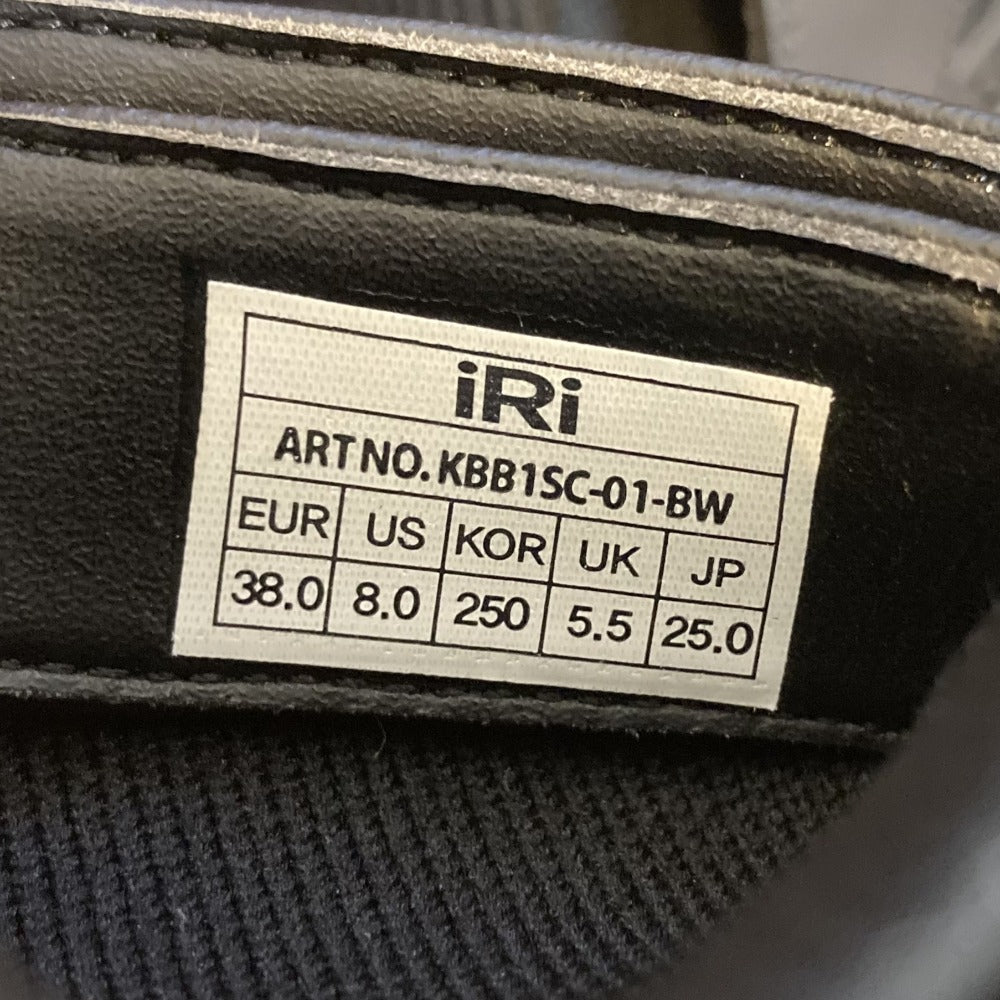 iRi
ART NO. KBB1SC-01-BW
EUR US KOR UK JP
38.0 8.0 250 5.5 25.0